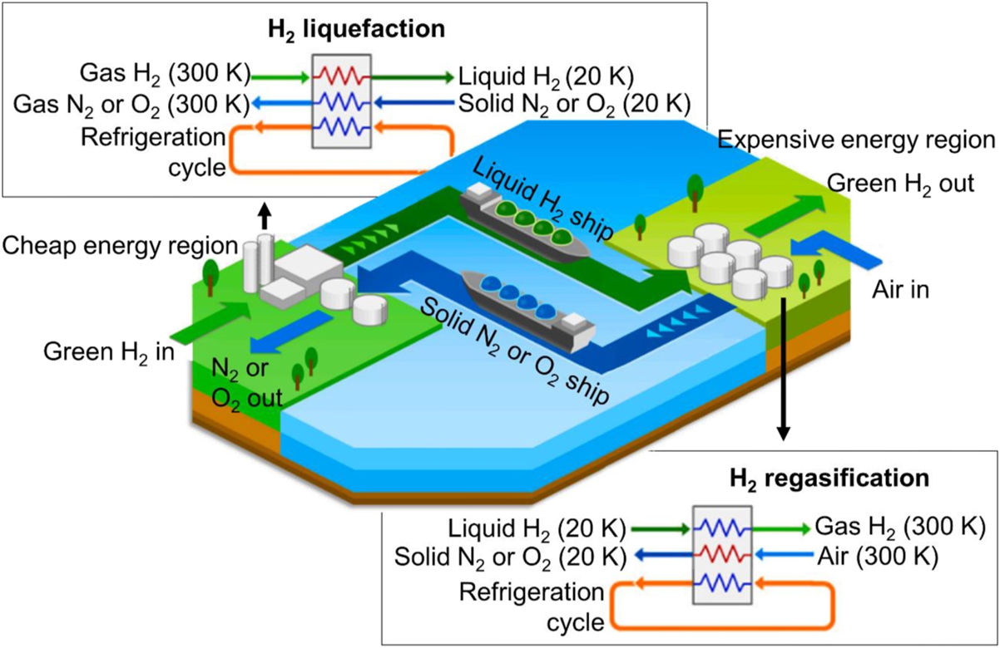 H₂ liquefaction
Gas H₂ (300 K)
Liquid H₂ (20 K)
Gas N₂ or O₂ (300 K)
Solid N₂ or O₂ (20 K)
Refrigeration
cycle
Expensive energy region
Green H₂ out
Liquid H₂ ship
Cheap energy region
Air in
Solid N₂ or O₂ ship
Green H₂ in
N₂ or
O₂ out
H₂ regasification
Liquid H₂ (20 K)
Gas H₂ (300 K)
Solid N₂ or O₂ (20 K)
Air (300 K)
Refrigeration
cycle